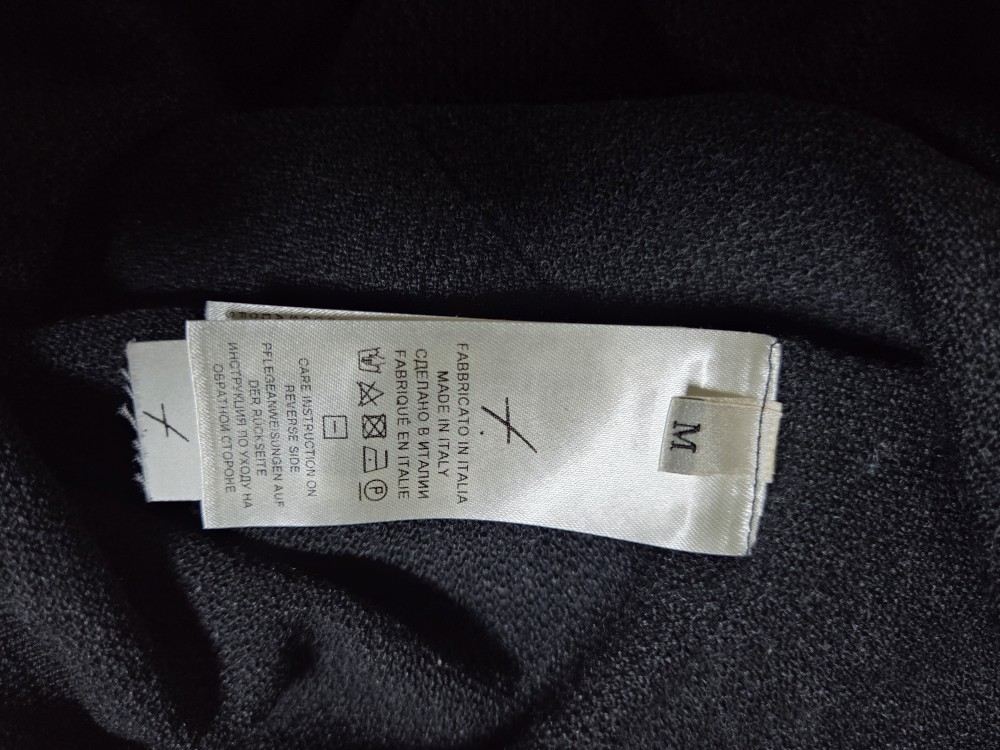 M
FABBRICATO IN ITALIA
MADE IN ITALY
СДЕЛАНО В ИТАЛИИ
FABRIQUÉ EN ITALIE
P
CARE INSTRUCTION ON
REVERSE SIDE
PFLEGEANWEISUNGEN AUF
DER RÜCKSEITE
ИНСТРУКЦИЯ ПО УХОДУ НА
ОБРАТНОЙ СТОРОНЕ